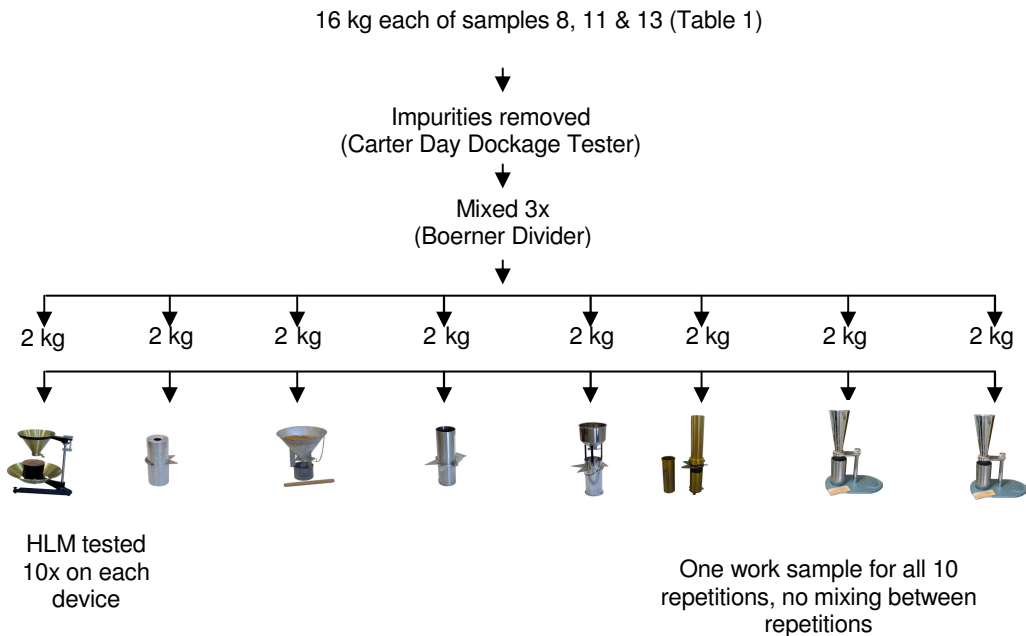 16 kg each of samples 8, 11 & 13 (Table 1)
Impurities removed
(Carter Day Dockage Tester)
Mixed 3x
(Boerner Divider)
2 kg 2 kg 2 kg 2 kg 2 kg 2 kg 2 kg 2 kg
HLM tested
10x on each
device
One work sample for all 10
repetitions, no mixing between
repetitions